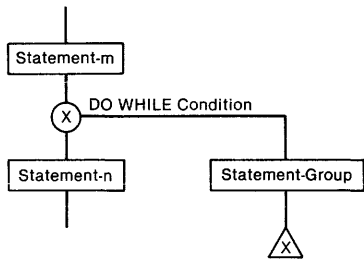 Statement-m
X
DO WHILE Condition
Statement-n
Statement-Group
X